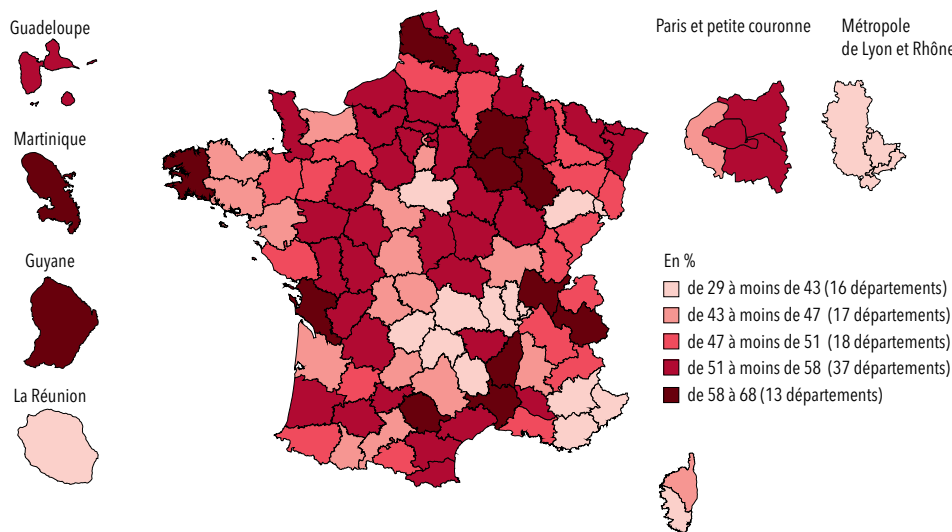 Guadeloupe
Martinique
Guyane
La Réunion
Paris et petite couronne
Métropole
de Lyon et Rhône
En %
de 29 à moins de 43 (16 départements)
de 43 à moins de 47 (17 départements)
de 47 à moins de 51 (18 départements)
de 51 à moins de 58 (37 départements)
de 58 à 68 (13 départements)